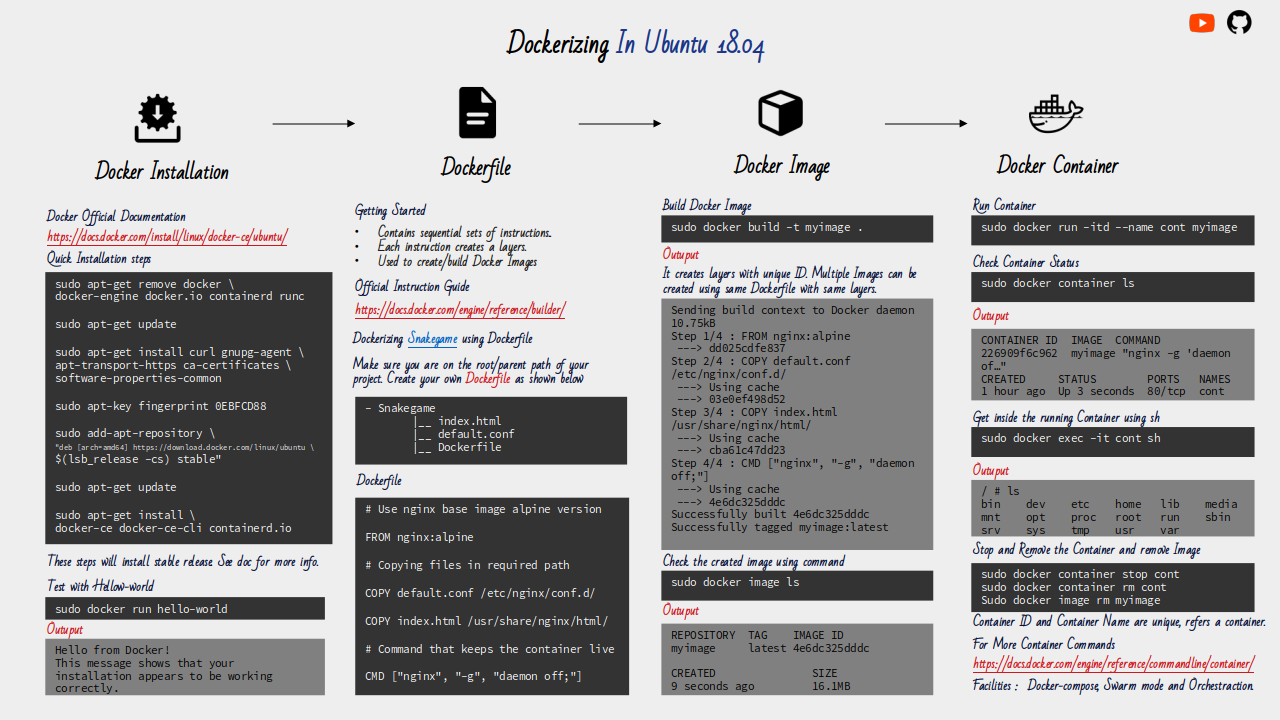 Dockerizing In Ubuntu 18.04
Docker Installation
Docker Official Documentation
https://docs.docker.com/install/linux/docker-ce/ubuntu/
Quick Installation steps
sudo apt-get remove docker \
docker-engine docker.io containerd runc
sudo apt-get update
sudo apt-get install curl gnupg-agent \
apt-transport-https ca-certificates \
software-properties-common
sudo apt-key fingerprint 0EBFCD88
sudo add-apt-repository \
"deb [arch=amd64] https://download.docker.com/linux/ubuntu \
$(lsb_release -cs) stable"
sudo apt-get update
sudo apt-get install \
docker-ce docker-ce-cli containerd.io
These steps will install stable release See doc for more info.
Test with Hellow-world
sudo docker run hello-world
Outuput
Hello from Docker!
This message shows that your
installation appears to be working
correctly.
Dockerfile
Getting Started
• Contains sequential sets of instructions.
• Each instruction creates a layers.
• Used to create/build Docker Images
Official Instruction Guide
https://docs.docker.com/engine/reference/builder/
Dockerizing Snakegame using Dockerfile
Make sure you are on the root/parent path of your
project. Create your own Dockerfile as shown below
- Snakegame
|__ index.html
|__ default.conf
|__ Dockerfile
Dockerfile
# Use nginx base image alpine version
FROM nginx:alpine
# Copying files in required path
COPY default.conf /etc/nginx/conf.d/
COPY index.html /usr/share/nginx/html/
# Command that keeps the container live
CMD ["nginx", "-g", "daemon off;"]
Docker Image
Build Docker Image
sudo docker build -t myimage .
Outuput
It creates layers with unique ID. Multiple Images can be
created using same Dockerfile with same layers.
Sending build context to Docker daemon
10.75kB
Step 1/4 : FROM nginx:alpine
---> dd025cdfe837
Step 2/4 : COPY default.conf
/etc/nginx/conf.d/
---> Using cache
---> 03e0ef498d52
Step 3/4 : COPY index.html
/usr/share/nginx/html/
---> Using cache
---> cba61c47dd23
Step 4/4 : CMD ["nginx", "-g", "daemon
off;"]
---> Using cache
---> 4e6dc325dddc
Successfully built 4e6dc325dddc
Successfully tagged myimage:latest
Check the created image using command
sudo docker image ls
Outuput
REPOSITORY TAG IMAGE ID
myimage latest 4e6dc325dddc
CREATED SIZE
9 seconds ago 16.1MB
Docker Container
Run Container
sudo docker run -itd --name cont myimage
Check Container Status
sudo docker container ls
Outuput
CONTAINER ID IMAGE COMMAND
226909f6c962 myimage "nginx -g 'daemon
of…"
CREATED STATUS PORTS NAMES
1 hour ago Up 3 seconds 80/tcp cont
Get inside the running Container using sh
sudo docker exec -it cont sh
Outuput
/ # ls
bin dev etc home lib media
mnt opt proc root run sbin
srv sys tmp usr var
Stop and Remove the Container and remove Image
sudo docker container stop cont
sudo docker container rm cont
Sudo docker image rm myimage
Container ID and Container Name are unique, refers a container.
For More Container Commands
https://docs.docker.com/engine/reference/commandline/container/
Facilities : Docker-compose, Swarm mode and Orchestraction.